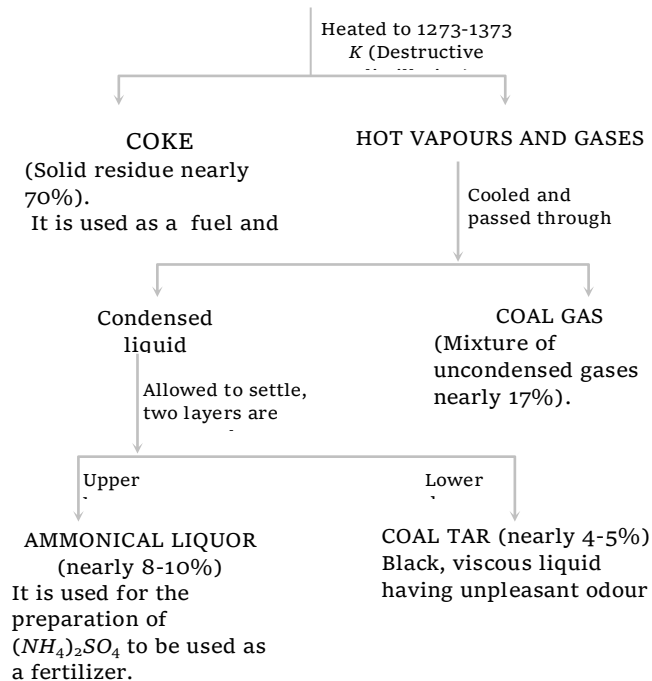 Heated to 1273-1373
K (Destructive
COKE
(Solid residue nearly
70%).
It is used as a fuel and
HOT VAPOURS AND GASES
Cooled and
passed through
Condensed
liquid
COAL GAS
(Mixture of
uncondensed gases
nearly 17%).
Allowed to settle,
two layers are
Upper
Lower
AMMONICAL LIQUOR
(nearly 8-10%)
It is used for the
preparation of
(NH₄)₂SO₄ to be used as
a fertilizer.
COAL TAR (nearly 4-5%)
Black, viscous liquid
having unpleasant odour